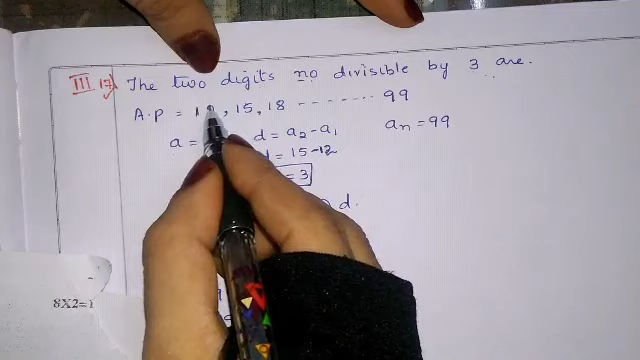 III 17) The two digits no divisible by 3 are.
A.P = 12, 15, 18 - - - - - - - 99
a = d = a₂ - a₁ aₙ = 99
d = 15 - 12
= 3
d.
8X2=1